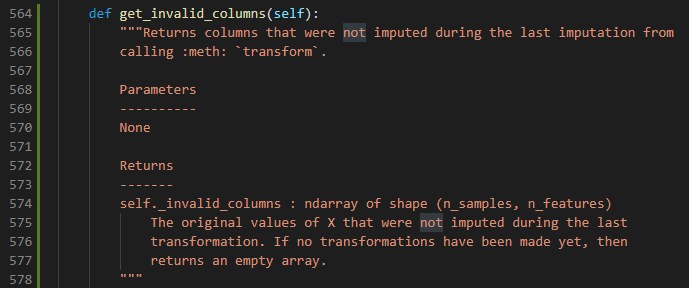 564 def get_invalid_columns(self):
565 """Returns columns that were not imputed during the last imputation from
566 calling :meth: `transform`.
567
568 Parameters
569 ----------
570 None
571
572 Returns
573 -------
574 self._invalid_columns : ndarray of shape (n_samples, n_features)
575 The original values of X that were not imputed during the last
576 transformation. If no transformations have been made yet, then
577 returns an empty array.
578 """